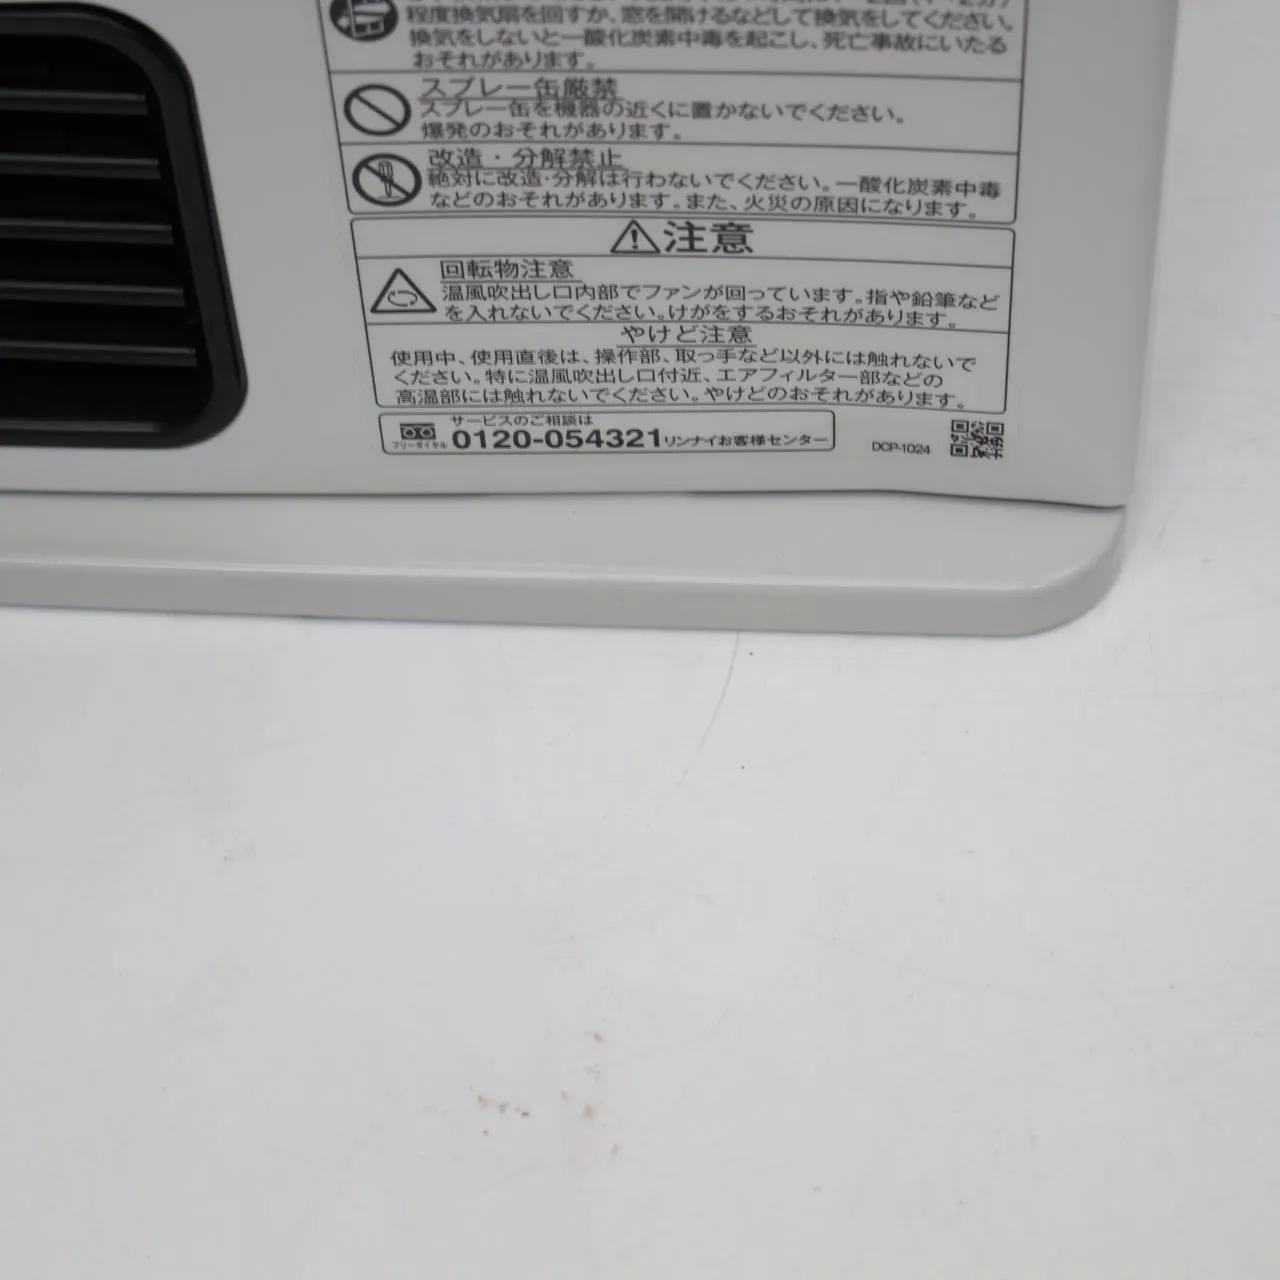 程度換気扇を回すか、窓を開けるなどして換気をしてください。
換気をしないと一酸化炭素中毒を起こし、死亡事故にいたる
おそれがあります。
スプレー缶厳禁
スプレー缶を機器の近くに置かないでください。
爆発のおそれがあります。
改造・分解禁止
絶対に改造・分解は行わないでください。一酸化炭素中毒
などのおそれがあります。また、火災の原因になります。
注意
回転物注意
温風吹出し口内部でファンが回っています。指や鉛筆など
を入れないでください。けがをするおそれがあります。
やけど注意
使用中、使用直後は、操作部、取っ手など以外には触れないで
ください。特に温風吹出し口付近、エアフィルター部などの
高温部には触れないでください。やけどのおそれがあります。
サービスのご相談は
フリーダイヤル 0120-054321 リンナイお客様センター
DCP-1024